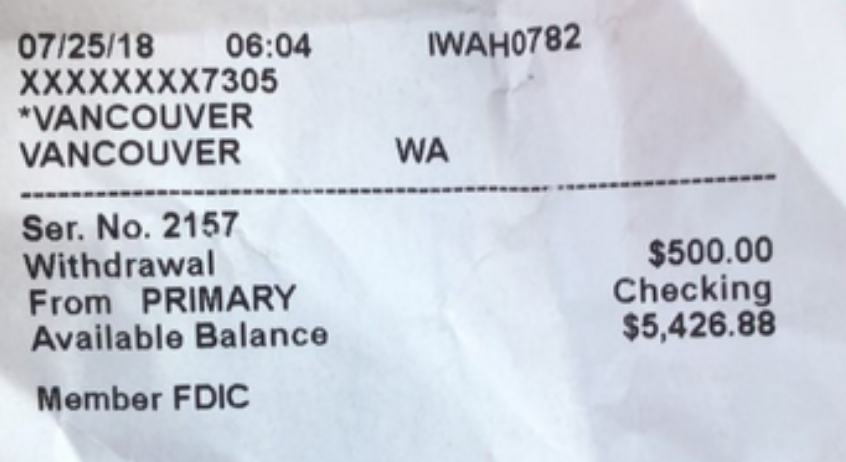 07/25/18 06:04 IWAH0782
XXXXXXXX7305
*VANCOUVER
VANCOUVER WA
Ser. No. 2157
Withdrawal $500.00
From PRIMARY Checking
Available Balance $5,426.88
Member FDIC